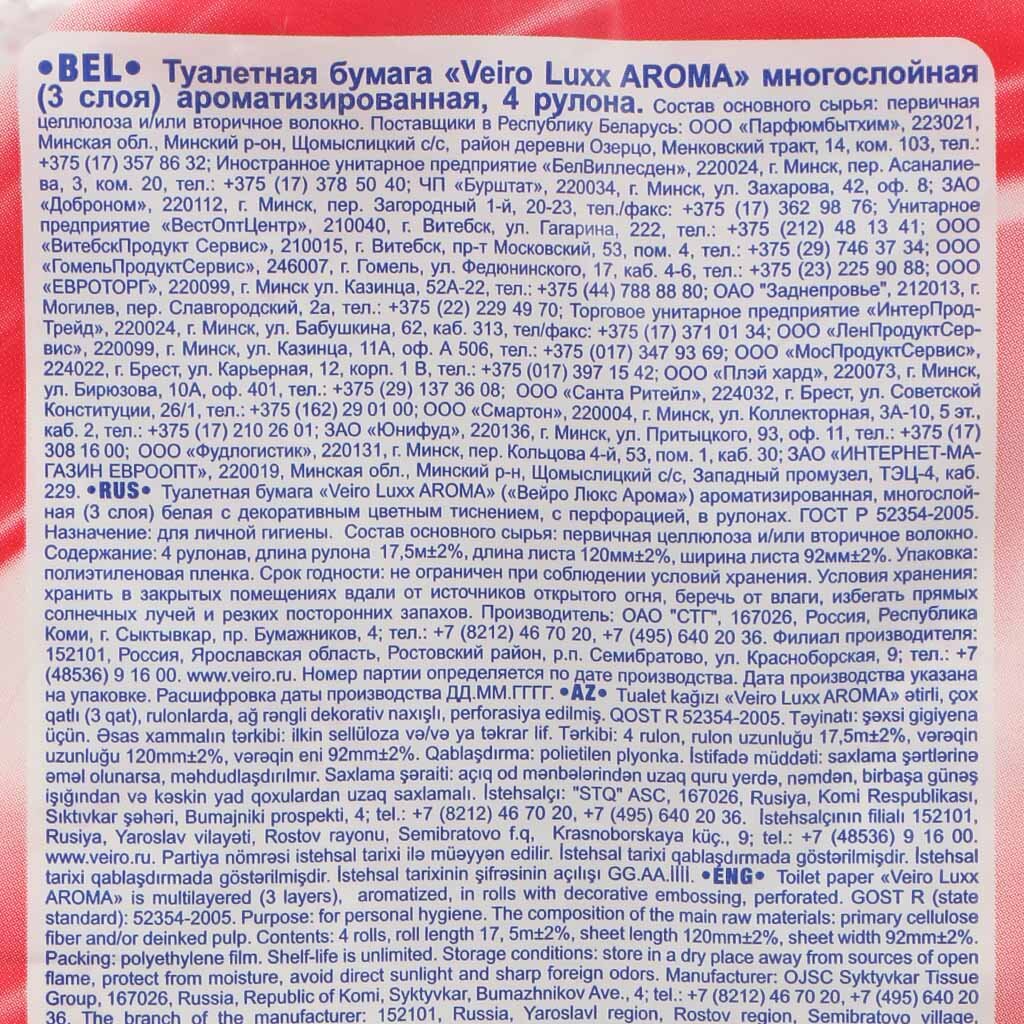 •BEL• Туалетная бумага «Veiro Luxx AROMA» многослойная
(3 слоя) ароматизированная, 4 рулона. Состав основного сырья: первичная
целлюлоза и/или вторичное волокно. Поставщики в Республику Беларусь: ООО «Парфюмбытхим», 223021,
Минская обл., Минский р-он, Щомыслицкий с/с, район деревни Озерцо, Менковский тракт, 14, ком. 103, тел.:
+375 (17) 357 86 32; Иностранное унитарное предприятие «БелВиллесден», 220024, г. Минск, пер. Асаналие-
ва, 3, ком. 20, тел.: +375 (17) 378 50 40; ЧП «Бурштат», 220034, г. Минск, ул. Захарова, 42, оф. 8; ЗАО
«Доброном», 220112, г. Минск, пер. Загородный 1-й, 20-23, тел./факс: +375 (17) 362 98 76; Унитарное
предприятие «ВестОптЦентр», 210040, г. Витебск, ул. Гагарина, 222, тел.: +375 (212) 48 13 41; ООО
«ВитебскПродукт Сервис», 210015, г. Витебск, пр-т Московский, 53, пом. 4, тел.: +375 (29) 746 37 34; ООО
«ГомельПродуктСервис», 246007, г. Гомель, ул. Федюнинского, 17, каб. 4-6, тел.: +375 (23) 225 90 88; ООО
«ЕВРОТОРГ», 220099, г. Минск ул. Казинца, 52А-22, тел.: +375 (44) 788 88 80; ОАО "Заднепровье", 212013, г.
Могилев, пер. Славгородский, 2а, тел.: +375 (22) 229 49 70; Торговое унитарное предприятие «ИнтерПрод-
Трейд», 220024, г. Минск, ул. Бабушкина, 62, каб. 313, тел/факс: +375 (17) 371 01 34; ООО «ЛенПродуктСер-
вис», 220099, г. Минск, ул. Казинца, 11А, оф. А 506, тел.: +375 (017) 347 93 69; ООО «МосПродуктСервис»,
224022, г. Брест, ул. Карьерная, 12, корп. 1 В, тел.: +375 (017) 397 15 42; ООО «Плэй хард», 220073, г. Минск,
ул. Бирюзова, 10А, оф. 401, тел.: +375 (29) 137 36 08; ООО «Санта Ритейл», 224032, г. Брест, ул. Советской
Конституции, 26/1, тел.: +375 (162) 29 01 00; ООО «Смартон», 220004, г. Минск, ул. Коллекторная, 3А-10, 5 эт.,
каб. 2, тел.: +375 (17) 210 26 01; ЗАО «Юнифуд», 220136, г. Минск, ул. Притыцкого, 93, оф. 11, тел.: +375 (17)
308 16 00; ООО «Фудлогистик», 220131, г. Минск, пер. Кольцова 4-й, 53, пом. 1, каб. 30; ЗАО «ИНТЕРНЕТ-МА-
ГАЗИН ЕВРООПТ», 220019, Минская обл., Минский р-н, Щомыслицкий с/с, Западный промузел, ТЭЦ-4, каб.
229. •RUS• Туалетная бумага «Veiro Luxx AROMA» («Вейро Люкс Арома») ароматизированная, многослой-
ная (3 слоя) белая с декоративным цветным тиснением, с перфорацией, в рулонах. ГОСТ Р 52354-2005.
Назначение: для личной гигиены. Состав основного сырья: первичная целлюлоза и/или вторичное волокно.
Содержание: 4 рулонав, длина рулона 17,5м±2%, длина листа 120мм±2%, ширина листа 92мм±2%. Упаковка:
полиэтиленовая пленка. Срок годности: не ограничен при соблюдении условий хранения. Условия хранения:
хранить в закрытых помещениях вдали от источников открытого огня, беречь от влаги, избегать прямых
солнечных лучей и резких посторонних запахов. Производитель: ОАО "СТГ", 167026, Россия, Республика
Коми, г. Сыктывкар, пр. Бумажников, 4; тел.: +7 (8212) 46 70 20, +7 (495) 640 20 36. Филиал производителя:
152101, Россия, Ярославская область, Ростовский район, р.п. Семибратово, ул. Красноборская, 9; тел.: +7
(48536) 9 16 00. www.veiro.ru. Номер партии определяется по дате производства. Дата производства указана
на упаковке. Расшифровка даты производства ДД.ММ.ГГГГ. •AZ• Tualet kağızı «Veiro Luxx AROMA» ətirli, çox
qatlı (3 qat), rulonlarda, ağ rəngli dekorativ naxışlı, perforasiya edilmiş. QOST R 52354-2005. Təyinatı: şəxsi gigiyena
üçün. Əsas xammalın tərkibi: ilkin sellüloza və/və ya təkrar lif. Tərkibi: 4 rulon, rulon uzunluğu 17,5m±2%, vərəqin
uzunluğu 120mm±2%, vərəqin eni 92mm±2%. Qablaşdırma: polietilen plyonka. İstifadə müddəti: saxlama şərtlərinə
əməl olunarsa, məhdudlaşdırılmır. Saxlama şəraiti: açıq od mənbələrindən uzaq quru yerdə, nəmdən, birbaşa günəş
işığından və kəskin yad qoxulardan uzaq saxlamalı. İstehsalçı: "STQ" ASC, 167026, Rusiya, Komi Respublikası,
Sıktıvkar şəhəri, Bumajniki prospekti, 4; tel.: +7 (8212) 46 70 20, +7 (495) 640 20 36. İstehsalçının filialı 152101,
Rusiya, Yaroslav vilayəti, Rostov rayonu, Semibratovo f.q, Krasnoborskaya küç., 9; tel.: +7 (48536) 9 16 00.
www.veiro.ru. Partiya nömrəsi istehsal tarixi ilə müəyyən edilir. İstehsal tarixi qablaşdırmada göstərilmişdir. İstehsal
tarixi qablaşdırmada göstərilmişdir. İstehsal tarixinin şifrəsinin açılışı GG.AA.IIII. •ENG• Toilet paper «Veiro Luxx
AROMA» is multilayered (3 layers), aromatized, in rolls with decorative embossing, perforated. GOST R (state
standard): 52354-2005. Purpose: for personal hygiene. The composition of the main raw materials: primary cellulose
fiber and/or deinked pulp. Contents: 4 rolls, roll length 17, 5m±2%, sheet length 120mm±2%, sheet width 92mm±2%.
Packing: polyethylene film. Shelf-life is unlimited. Storage conditions: store in a dry place away from sources of open
flame, protect from moisture, avoid direct sunlight and sharp foreign odors. Manufacturer: OJSC Syktyvkar Tissue
Group, 167026, Russia, Republic of Komi, Syktyvkar, Bumazhnikov Ave., 4; tel.: +7 (8212) 46 70 20, +7 (495) 640 20
36. The branch of the manufacturer: 152101, Russia, Yaroslavl region, Rostov region, Semibratovo village,